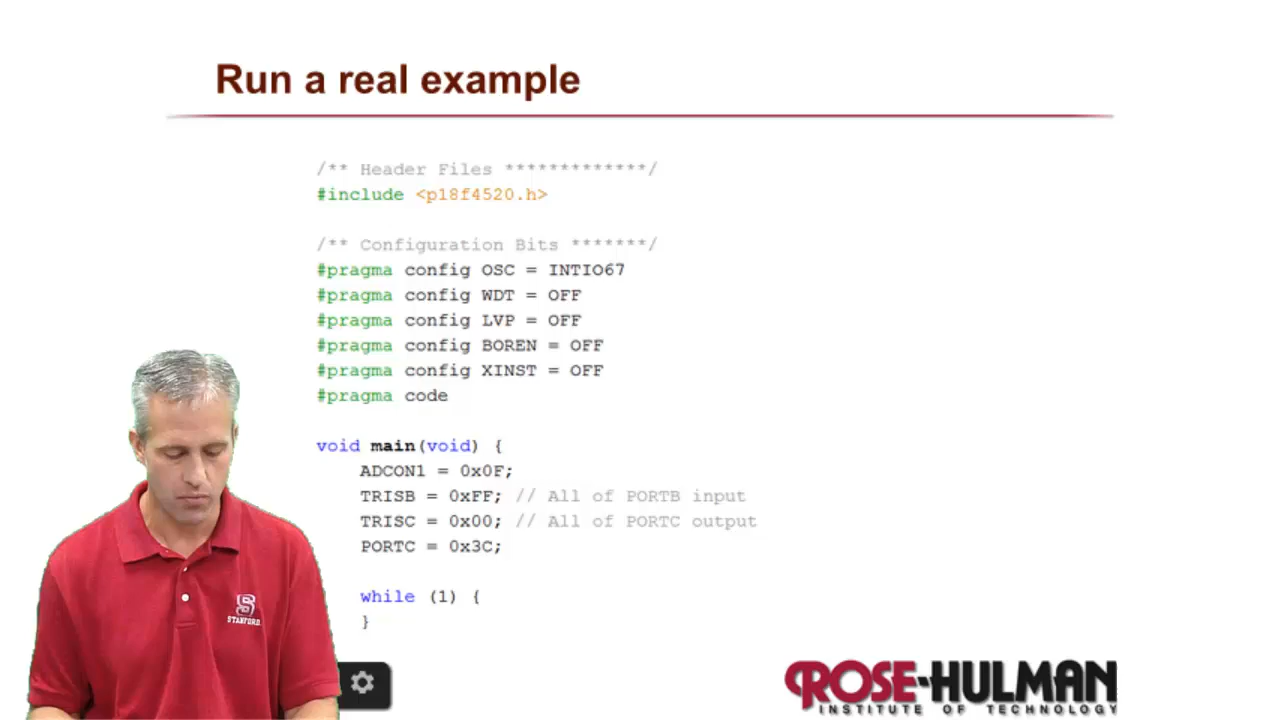 Run a real example
/** Header Files *************/
#include <p18f4520.h>
/** Configuration Bits *******/
#pragma config OSC = INTIO67
#pragma config WDT = OFF
#pragma config LVP = OFF
#pragma config BOREN = OFF
#pragma config XINST = OFF
#pragma code
void main(void) {
ADCON1 = 0x0F;
TRISB = 0xFF; // All of PORTB input
TRISC = 0x00; // All of PORTC output
PORTC = 0x3C;
while (1) {
}
S
STANFORD
ROSE-HULMAN
INSTITUTE OF TECHNOLOGY